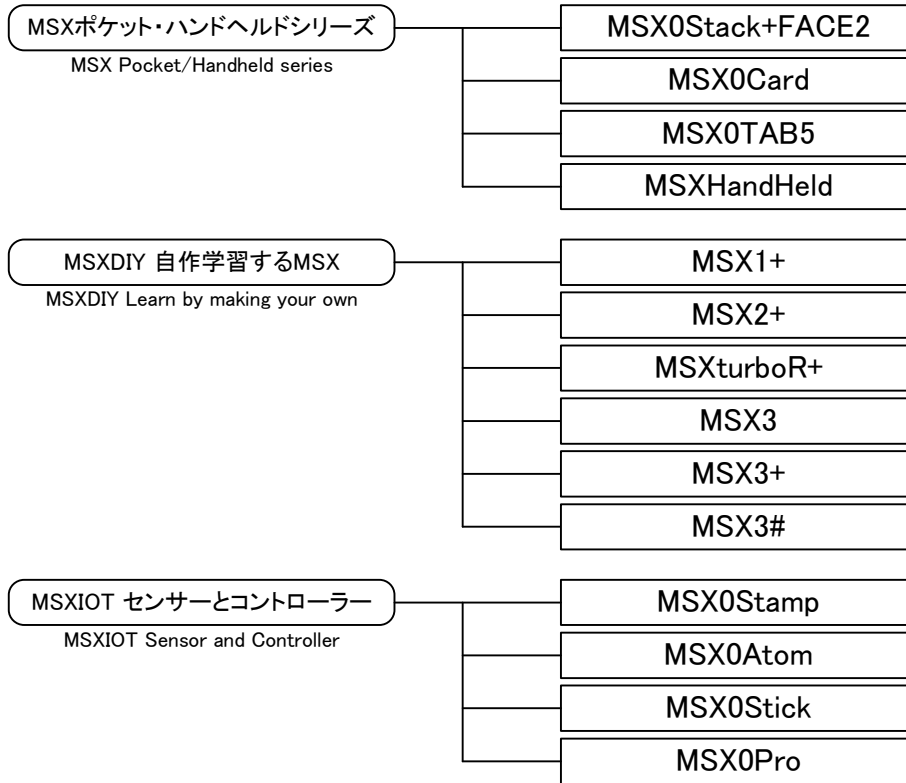 MSXポケット・ハンドヘルドシリーズ
MSX Pocket/Handheld series
MSX0Stack+FACE2
MSX0Card
MSX0TAB5
MSXHandHeld
MSXDIY 自作学習するMSX
MSXDIY Learn by making your own
MSX1+
MSX2+
MSXturboR+
MSX3
MSX3+
MSX3#
MSXIOT センサーとコントローラー
MSXIOT Sensor and Controller
MSX0Stamp
MSX0Atom
MSX0Stick
MSX0Pro